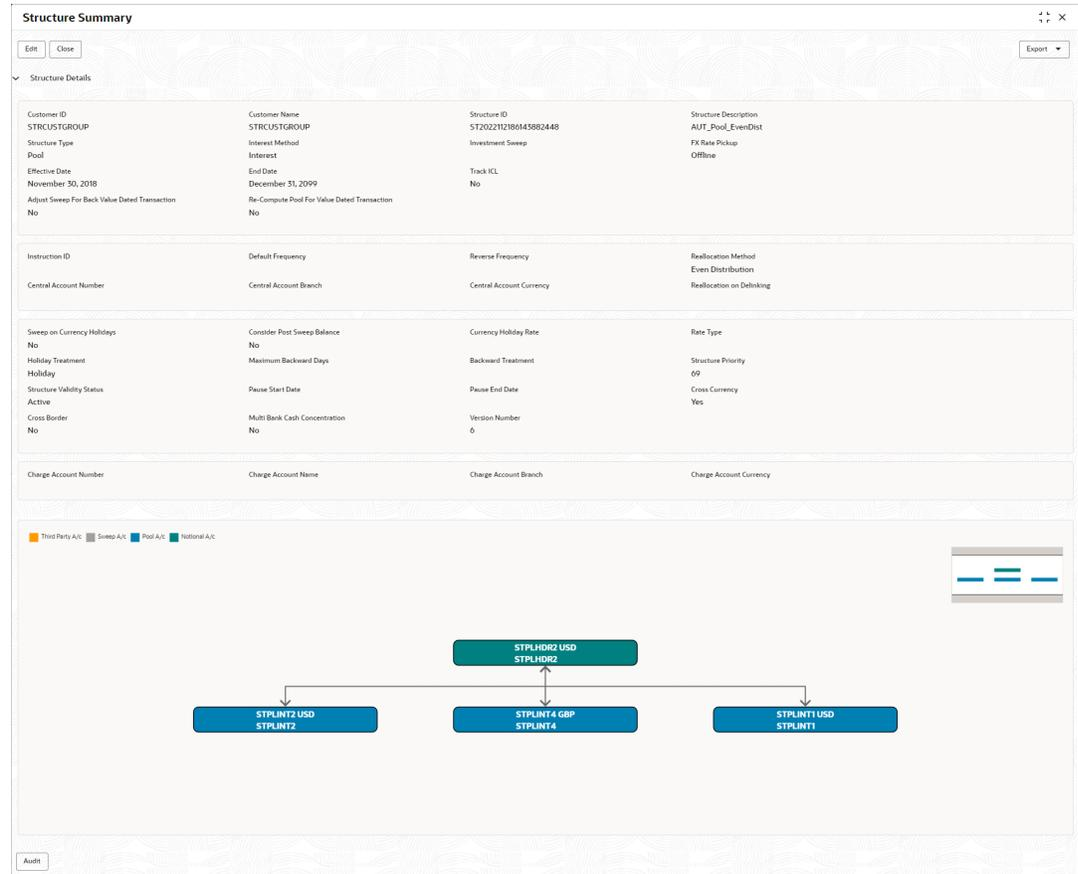 Structure Summary
Edit Close Export
Structure Details
Customer ID Customer Name Structure ID Structure Description
STRCUSTGROUP STRCUSTGROUP ST2022112186143882448 AUT_Pool_EvenDist
Structure Type Interest Method Investment Sweep FX Rate Pickup
Pool Interest Offline
Effective Date End Date Track ICL
November 30, 2018 December 31, 2099 No
Adjust Sweep For Back Value Dated Transaction Re-Compute Pool For Value Dated Transaction
No No
Instruction ID Default Frequency Reverse Frequency Reallocation Method
Even Distribution
Central Account Number Central Account Branch Central Account Currency Reallocation on Delinking
Sweep on Currency Holidays Consider Post Sweep Balance Currency Holiday Rate Rate Type
No No
Holiday Treatment Maximum Backward Days Backward Treatment Structure Priority
Holiday 69
Structure Validity Status Pause Start Date Pause End Date Cross Currency
Active Yes
Cross Border Multi Bank Cash Concentration Version Number
No No 6
Charge Account Number Charge Account Name Charge Account Branch Charge Account Currency
Third Party A/c Sweep A/c Pool A/c Notional A/c
STPLHDR2 USD
STPLHDR2
STPLINT2 USD STPLINT4 GBP STPLINT1 USD
STPLINT2 STPLINT4 STPLINT1
Audit